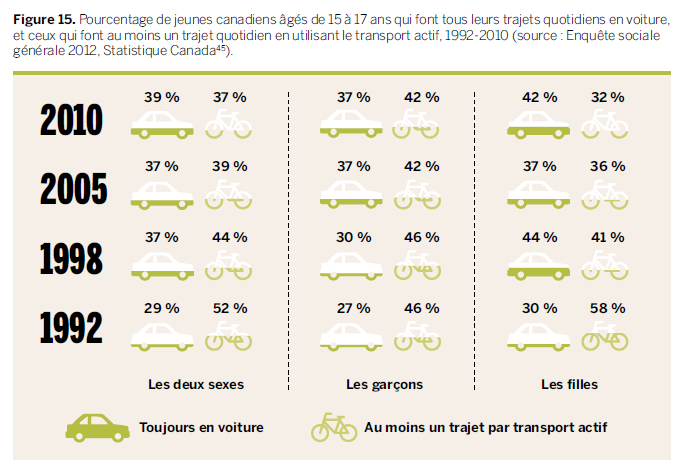 Figure 15. Pourcentage de jeunes canadiens âgés de 15 à 17 ans qui font tous leurs trajets quotidiens en voiture,
et ceux qui font au moins un trajet quotidien en utilisant le transport actif, 1992-2010 (source : Enquête sociale
générale 2012, Statistique Canada⁴⁵).
39 % 37 % 37 % 42 % 42 % 32 %
2010
37 % 39 % 37 % 42 % 37 % 36 %
2005
37 % 44 % 30 % 46 % 44 % 41 %
1998
29 % 52 % 27 % 46 % 30 % 58 %
1992
Les deux sexes Les garçons Les filles
Toujours en voiture Au moins un trajet par transport actif